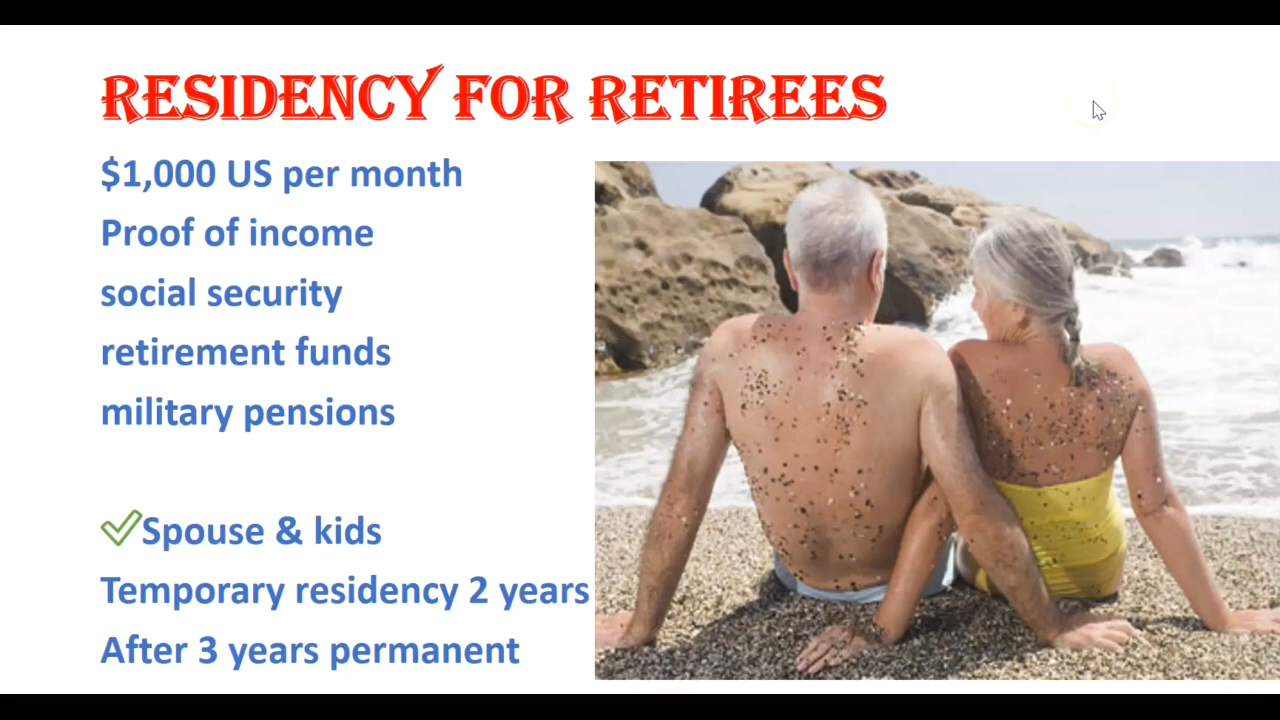 RESIDENCY FOR RETIREES
$1,000 US per month
Proof of income
social security
retirement funds
military pensions
Spouse & kids
Temporary residency 2 years
After 3 years permanent